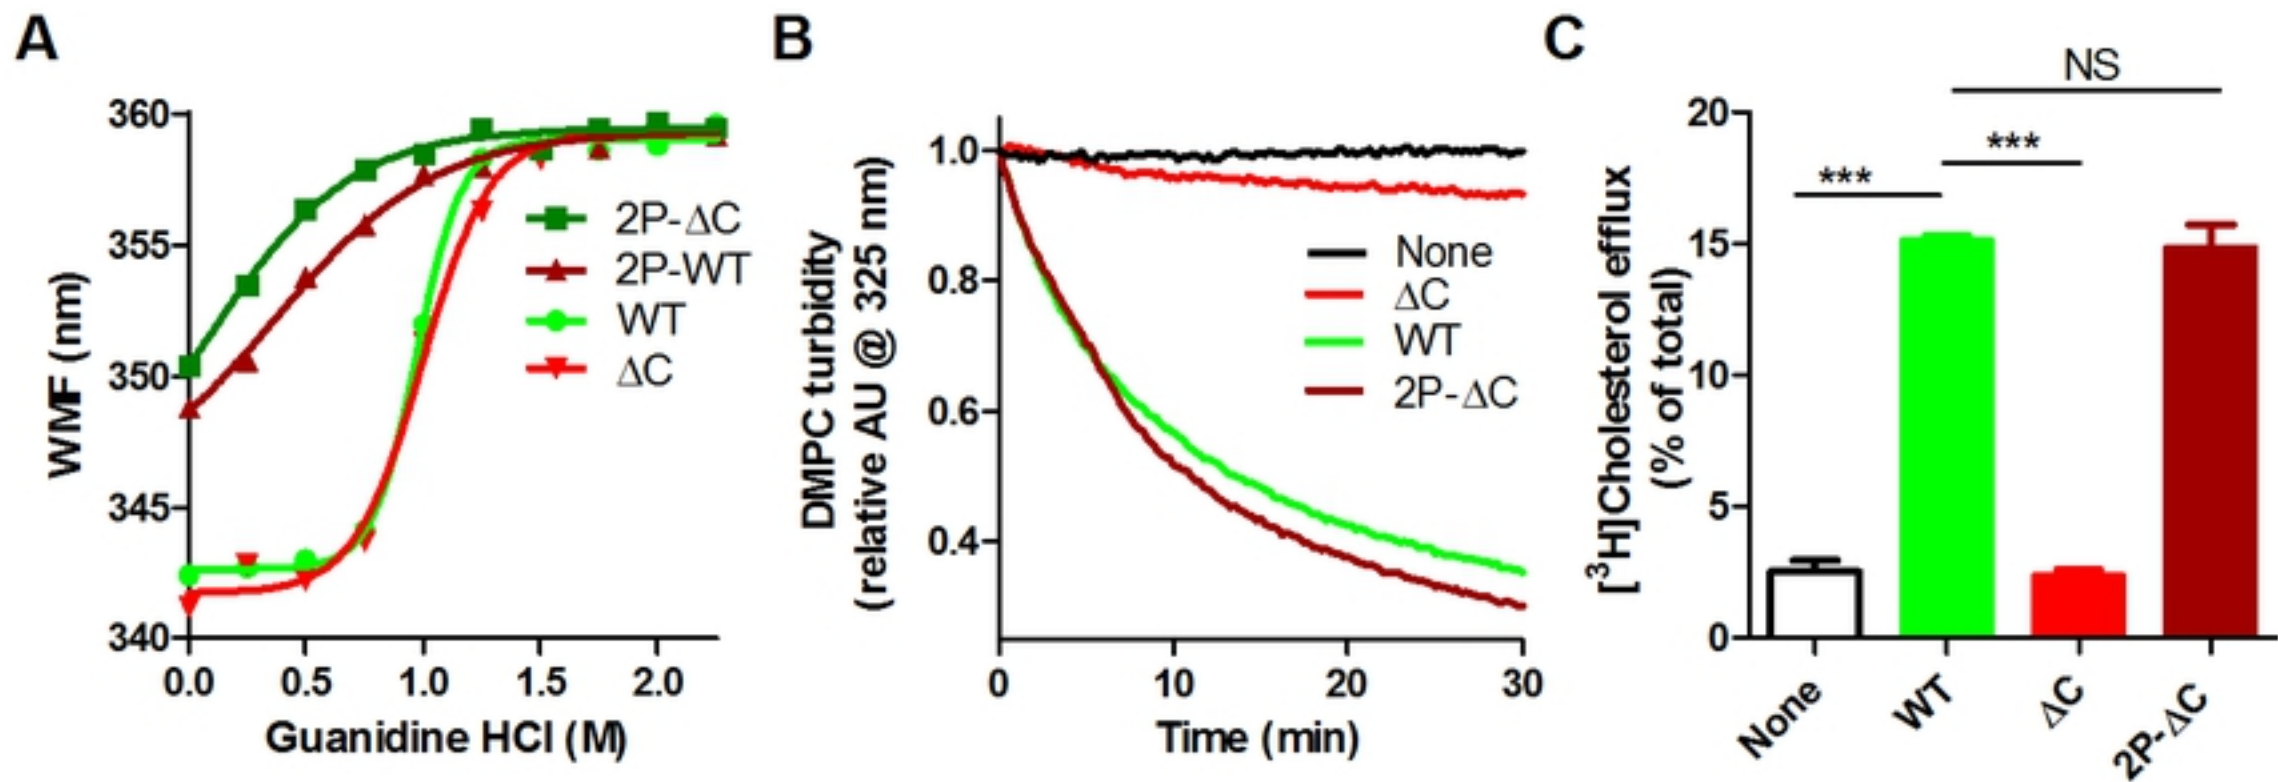 A
WMF (nm)
360
355
350
345
340
0.0 0.5 1.0 1.5 2.0
Guanidine HCl (M)
2P-ΔC
2P-WT
WT
ΔC
B
DMPC turbidity
(relative AU @ 325 nm)
1.0
0.8
0.6
0.4
0 10 20 30
Time (min)
None
ΔC
WT
2P-ΔC
C
[³H]Cholesterol efflux
(% of total)
20
15
10
5
0
NS
***
***
None WT ΔC 2P-ΔC